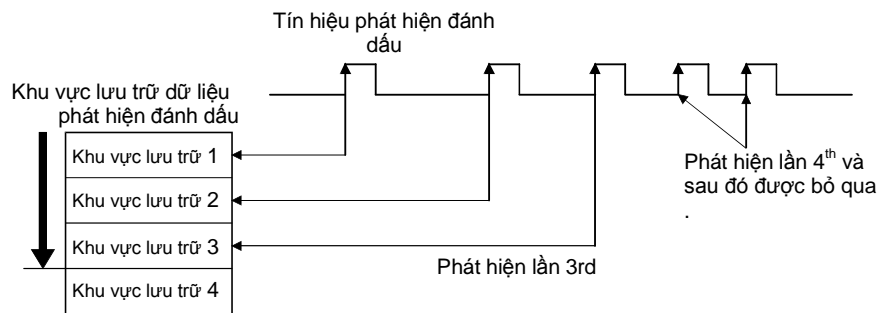 Tín hiệu phát hiện đánh
dấu
Khu vực lưu trữ dữ liệu
phát hiện đánh dấu
Khu vực lưu trữ 1
Khu vực lưu trữ 2
Khu vực lưu trữ 3
Khu vực lưu trữ 4
Phát hiện lần 4th và
sau đó được bỏ qua
.
Phát hiện lần 3rd